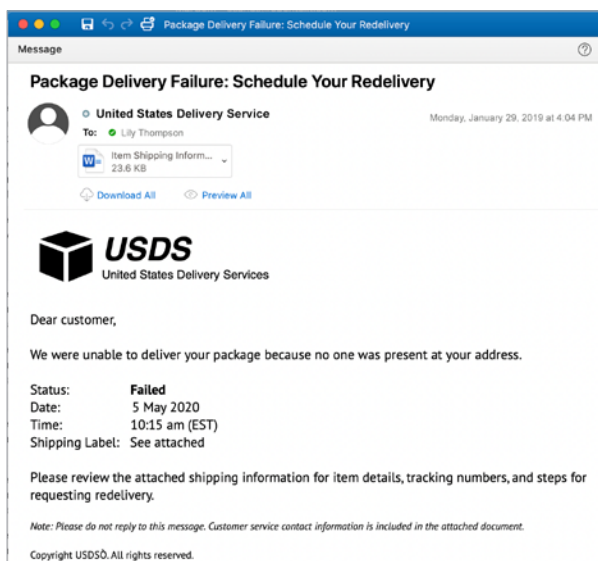 Package Delivery Failure: Schedule Your Redelivery
Message
Package Delivery Failure: Schedule Your Redelivery
United States Delivery Service
Monday, January 29, 2019 at 4:04 PM
To: Lily Thompson
Item Shipping Inform...
23.6 KB
Download All Preview All
USDS
United States Delivery Services
Dear customer,
We were unable to deliver your package because no one was present at your address.
Status: Failed
Date: 5 May 2020
Time: 10:15 am (EST)
Shipping Label: See attached
Please review the attached shipping information for item details, tracking numbers, and steps for
requesting redelivery.
Note: Please do not reply to this message. Customer service contact information is included in the attached document.
Copyright USDSÖ. All rights reserved.